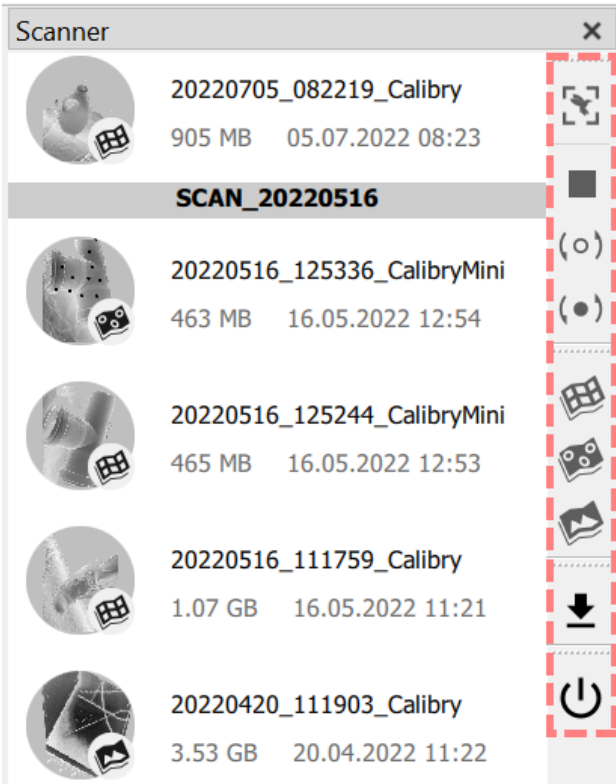 Scanner
20220705_082219_Calibry
905 MB 05.07.2022 08:23
SCAN_20220516
20220516_125336_CalibryMini
463 MB 16.05.2022 12:54
20220516_125244_CalibryMini
465 MB 16.05.2022 12:53
20220516_111759_Calibry
1.07 GB 16.05.2022 11:21
20220420_111903_Calibry
3.53 GB 20.04.2022 11:22